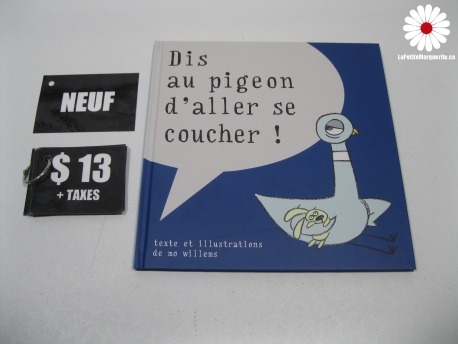 LaPetiteMarguerite.ca
NEUF
$ 13
+ TAXES
Dis
au pigeon
d'aller se
coucher !
texte et illustrations
de mo willems